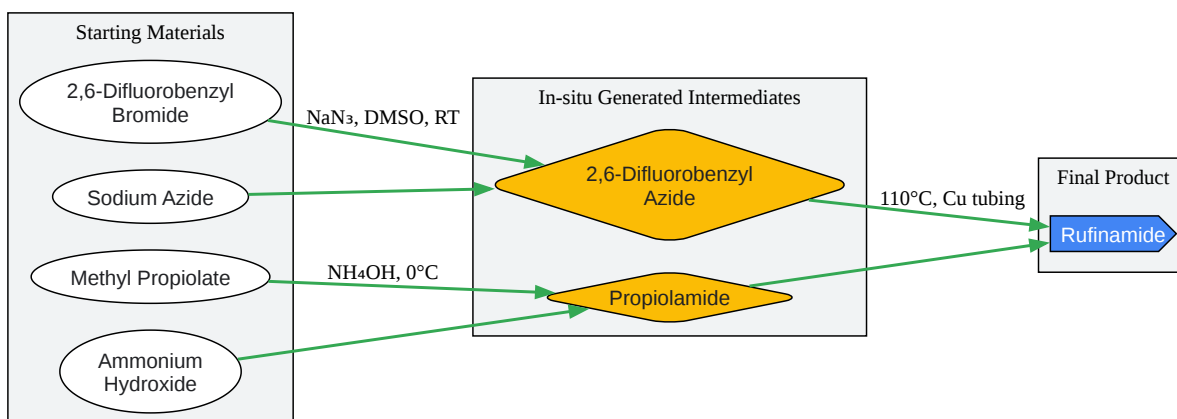 Starting Materials
2,6-Difluorobenzyl
Bromide
Sodium Azide
Methyl Propiolate
Ammonium
Hydroxide
NaN₃, DMSO, RT
NH₄OH, 0°C
In-situ Generated Intermediates
2,6-Difluorobenzyl
Azide
Propiolamide
110°C, Cu tubing
Final Product
Rufinamide